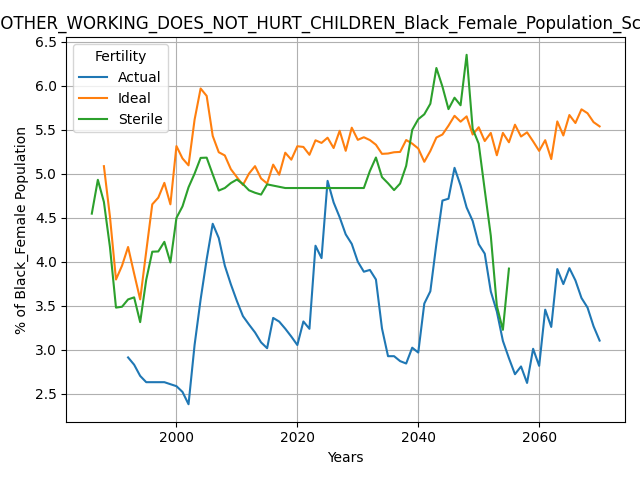 OTHER_WORKING_DOES_NOT_HURT_CHILDREN_Black_Female_Population_Sc
Fertility
Actual
Ideal
Sterile
% of Black_Female Population
6.5
6.0
5.5
5.0
4.5
4.0
3.5
3.0
2.5
2000
2020
2040
2060
Years